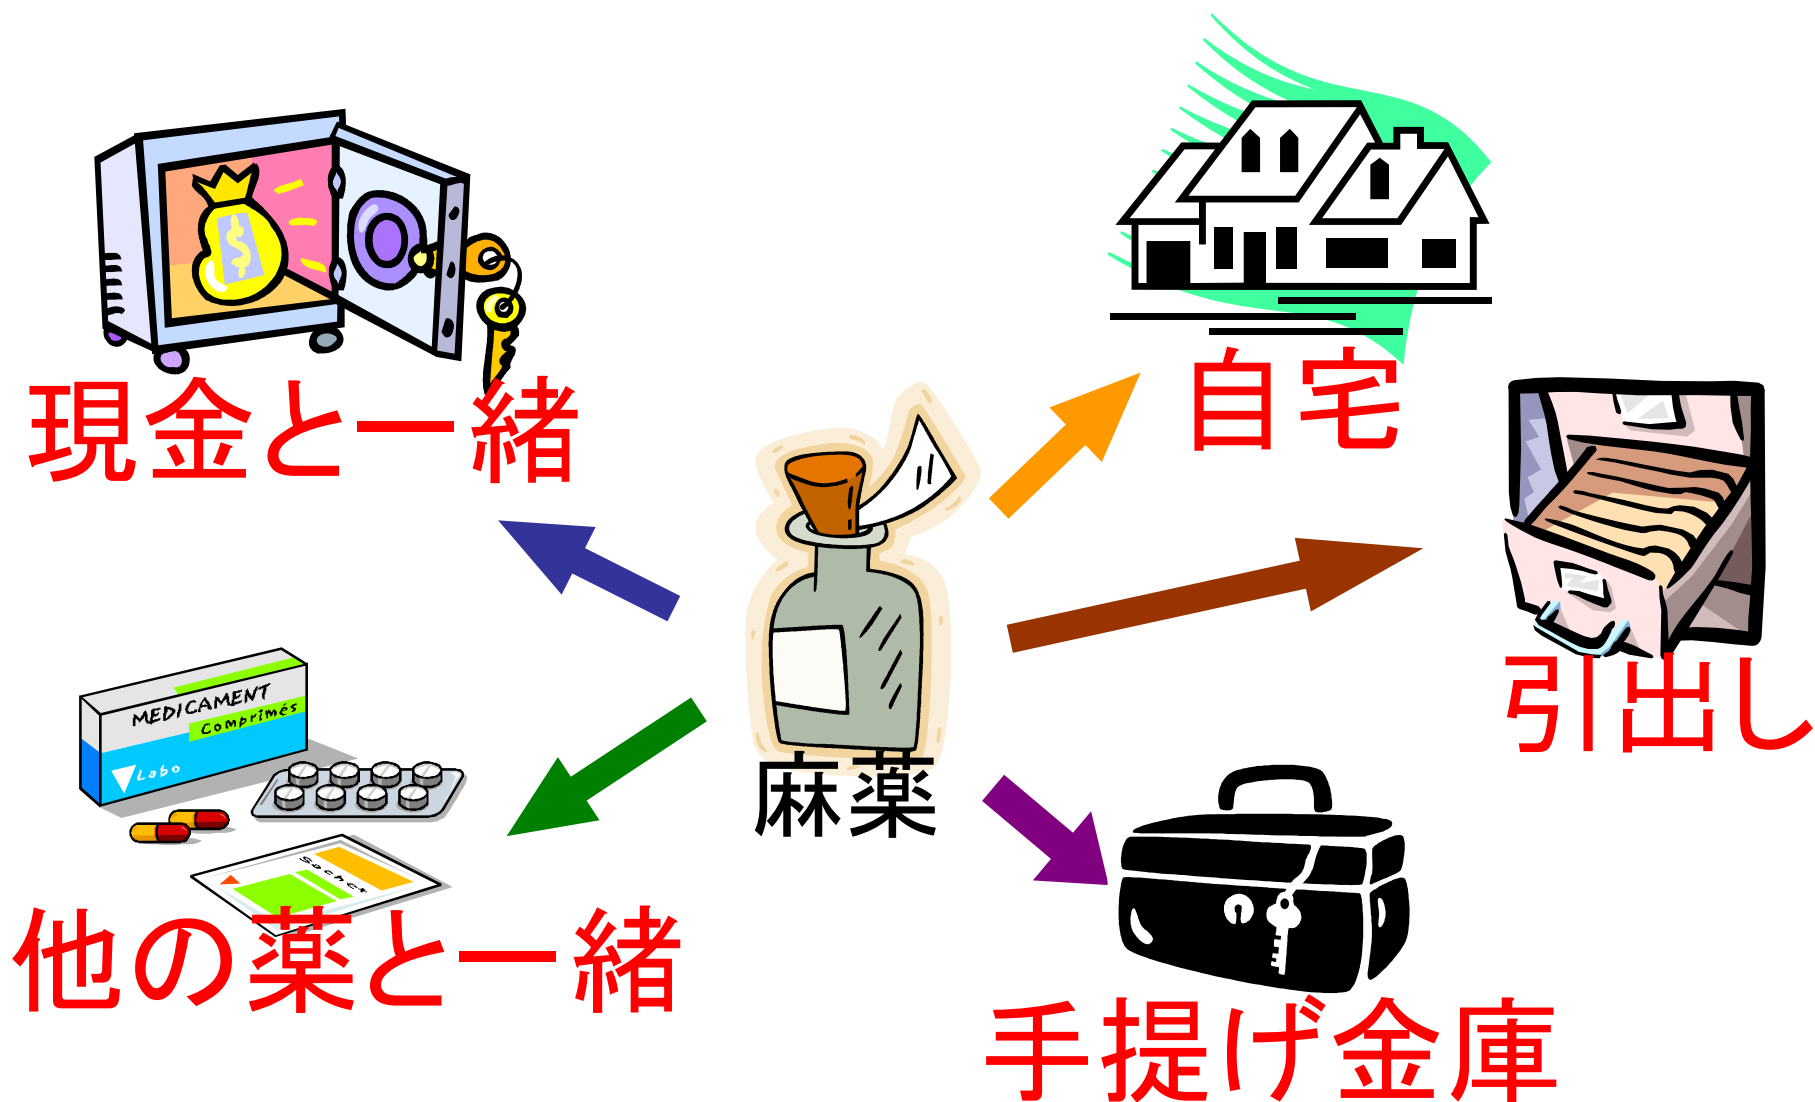 自宅
現金と一緒
引出し
麻薬
MEDICAMENT
Comprimés
Labo
Sachex
他の薬と一緒
手提げ金庫